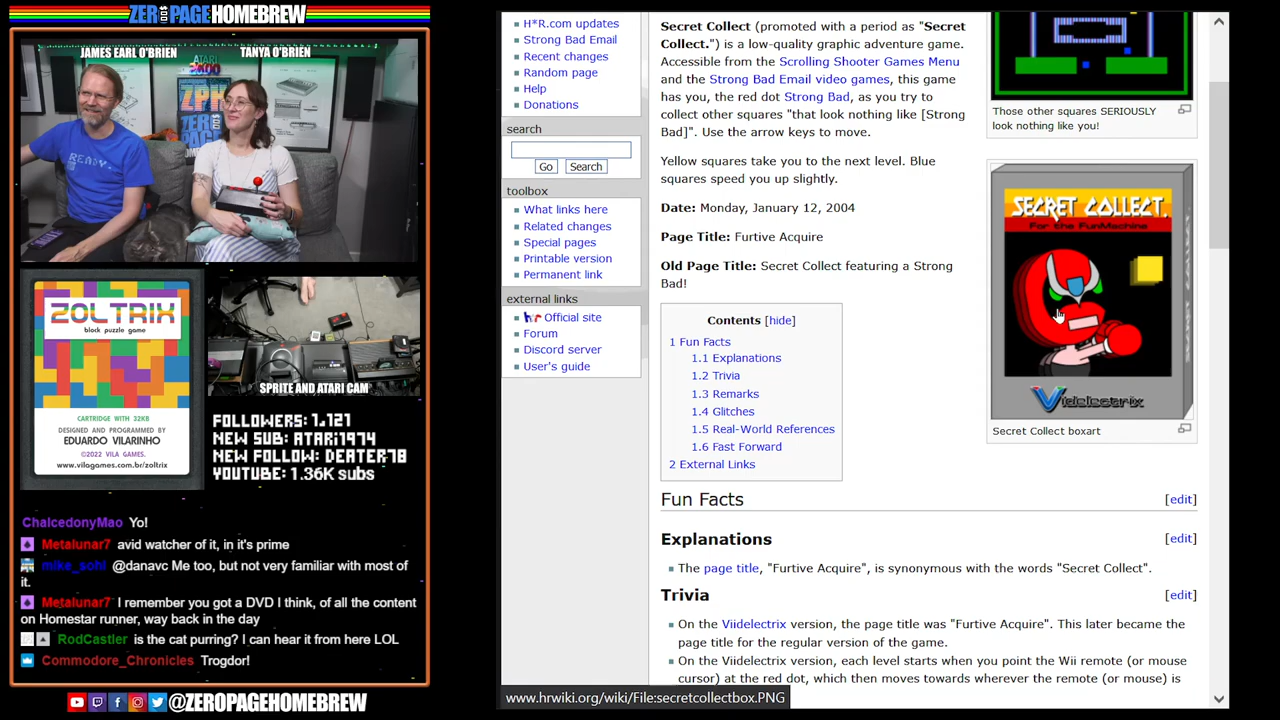 ZEROPAGEHOMEBREW
JAMES EARL O'BRIEN
TANYA O'BRIEN
READY.
ZOLTRIX
block puzzle game
CARTRIDGE WITH 32KB
DESIGNED AND PROGRAMMED BY
EDUARDO VILARINHO
©2022 VILA GAMES.
www.vilagames.com.br/zoltrix
SPRITE AND ATARI CAM
FOLLOWERS: 1,121
NEW SUB: ATARI1974
NEW FOLLOW: DEATER78
YOUTUBE: 1.36K subs
ChalcedonyMao Yo!
Metalunar7 avid watcher of it, in it's prime
mike_sohl @danavc Me too, but not very familiar with most of
it.
Metalunar7 I remember you got a DVD I think, of all the content
on Homestar runner, way back in the day
RodCastler is the cat purring? I can hear it from here LOL
Commodore_Chronicles Trogdor!
@ZEROPAGEHOMEBREW
H*R.com updates
Strong Bad Email
Recent changes
Random page
Help
Donations
search
Go Search
toolbox
What links here
Related changes
Special pages
Printable version
Permanent link
external links
Official site
Forum
Discord server
User's guide
Secret Collect (promoted with a period as "Secret
Collect.") is a low-quality graphic adventure game.
Accessible from the Scrolling Shooter Games Menu
and the Strong Bad Email video games, this game
has you, the red dot Strong Bad, as you try to
collect other squares "that look nothing like [Strong
Bad]". Use the arrow keys to move.
Yellow squares take you to the next level. Blue
squares speed you up slightly.
Date: Monday, January 12, 2004
Page Title: Furtive Acquire
Old Page Title: Secret Collect featuring a Strong
Bad!
Contents [hide]
1 Fun Facts
1.1 Explanations
1.2 Trivia
1.3 Remarks
1.4 Glitches
1.5 Real-World References
1.6 Fast Forward
2 External Links
Those other squares SERIOUSLY
look nothing like you!
SECRET COLLECT.
For the FunMachine
SECRET COLLECT.
Videlectrix
Secret Collect boxart
Fun Facts [edit]
Explanations [edit]
The page title, "Furtive Acquire", is synonymous with the words "Secret Collect".
Trivia [edit]
On the Viidelectrix version, the page title was "Furtive Acquire". This later became the
page title for the regular version of the game.
On the Viidelectrix version, each level starts when you point the Wii remote (or mouse
cursor) at the red dot, which then moves towards wherever the remote (or mouse) is
www.hrwiki.org/wiki/File:secretcollectbox.PNG